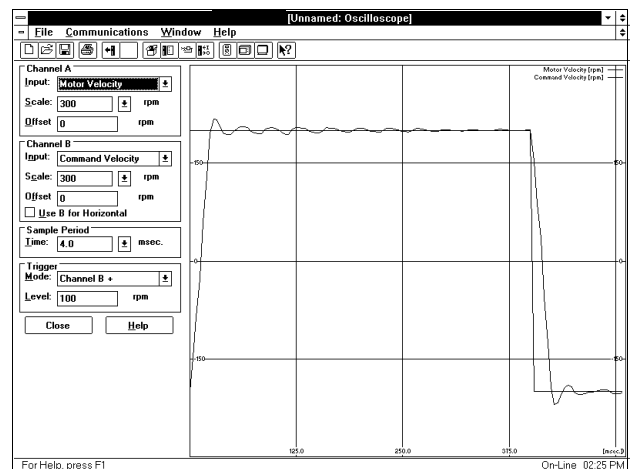 [Unnamed: Oscilloscope]
File Communications Window Help
Channel A
Input: Motor Velocity
Scale: 300 rpm
Offset 0 rpm
Channel B
Input: Command Velocity
Scale: 300 rpm
Offset 0 rpm
Use B for Horizontal
Sample Period
Time: 4.0 msec.
Trigger
Mode: Channel B +
Level: 100 rpm
Close Help
Motor Velocity [rpm]
Command Velocity [rpm]
-150- 150-
-0- 0-
-150- -150-
125.0 250.0 375.0 [msec.]
For Help, press F1 On-Line 02:25 PM